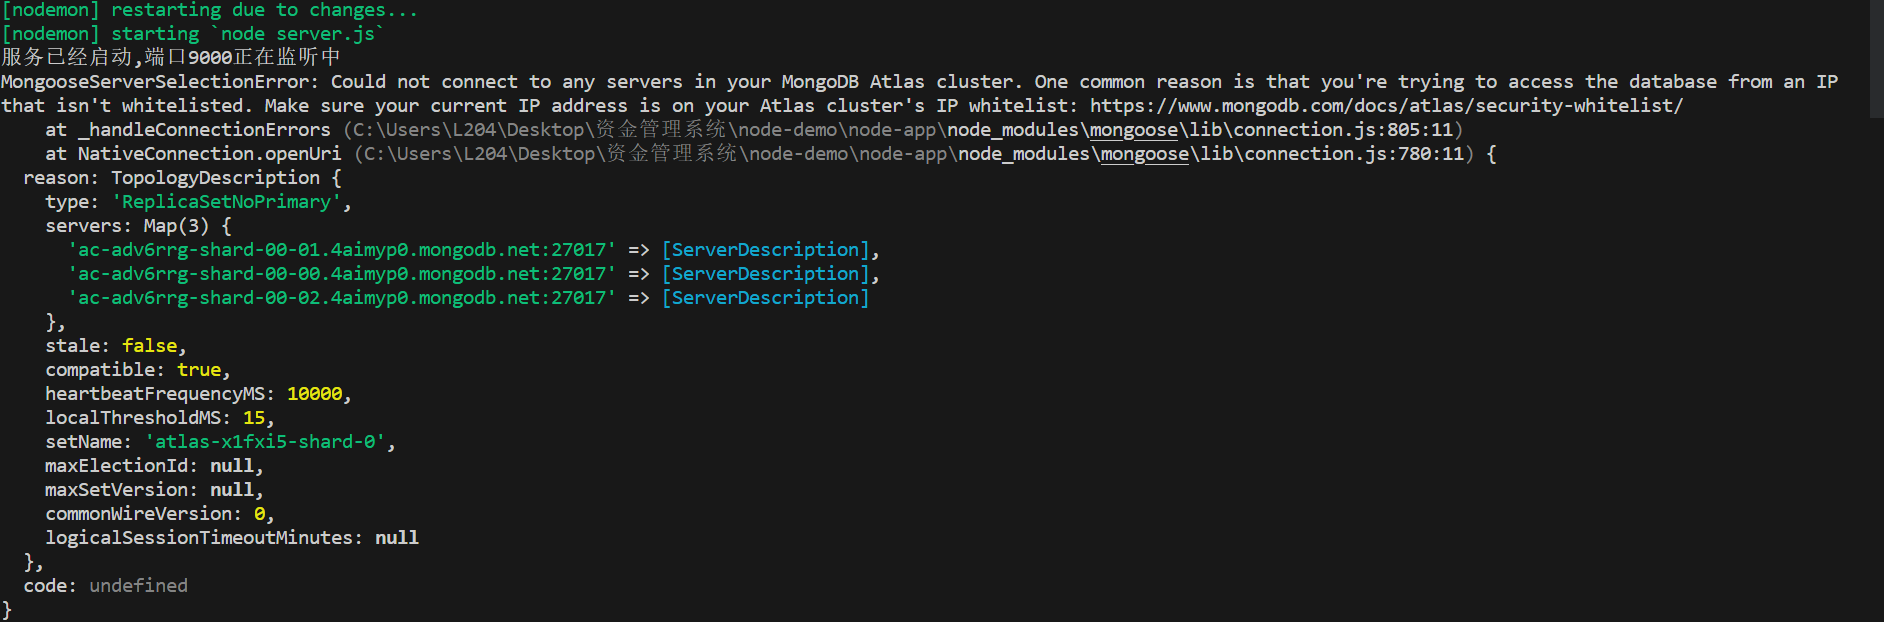 [nodemon] restarting due to changes...
[nodemon] starting `node server.js`
服务已经启动,端口9000正在监听中
MongooseServerSelectionError: Could not connect to any servers in your MongoDB Atlas cluster. One common reason is that you're trying to access the database from an IP
that isn't whitelisted. Make sure your current IP address is on your Atlas cluster's IP whitelist: https://www.mongodb.com/docs/atlas/security-whitelist/
    at _handleConnectionErrors (C:\Users\L204\Desktop\资金管理系统\node-demo\node-app\node_modules\mongoose\lib\connection.js:805:11)
    at NativeConnection.openUri (C:\Users\L204\Desktop\资金管理系统\node-demo\node-app\node_modules\mongoose\lib\connection.js:780:11) {
  reason: TopologyDescription {
    type: 'ReplicaSetNoPrimary',
    servers: Map(3) {
      'ac-adv6rrg-shard-00-01.4aimyp0.mongodb.net:27017' => [ServerDescription],
      'ac-adv6rrg-shard-00-00.4aimyp0.mongodb.net:27017' => [ServerDescription],
      'ac-adv6rrg-shard-00-02.4aimyp0.mongodb.net:27017' => [ServerDescription]
    },
    stale: false,
    compatible: true,
    heartbeatFrequencyMS: 10000,
    localThresholdMS: 15,
    setName: 'atlas-x1fxi5-shard-0',
    maxElectionId: null,
    maxSetVersion: null,
    commonWireVersion: 0,
    logicalSessionTimeoutMinutes: null
  },
  code: undefined
}